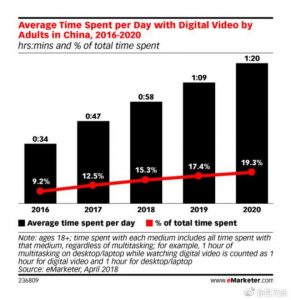 Average Time Spent per Day with Digital Video by
Adults in China, 2016-2020
hrs:mins and % of total time spent
1:20
1:09
0:58
0:47
0:34
9.2%
12.5%
15.3%
17.4%
19.3%
2016 2017 2018 2019 2020
Average time spent per day % of total time spent
Note: ages 18+; time spent with each medium includes all time spent with
that medium, regardless of multitasking; for example, 1 hour of
multitasking on desktop/laptop while watching digital video is counted as 1
hour for digital video and 1 hour for desktop/laptop
Source: eMarketer, April 2018
236809 www.eMarketer.com